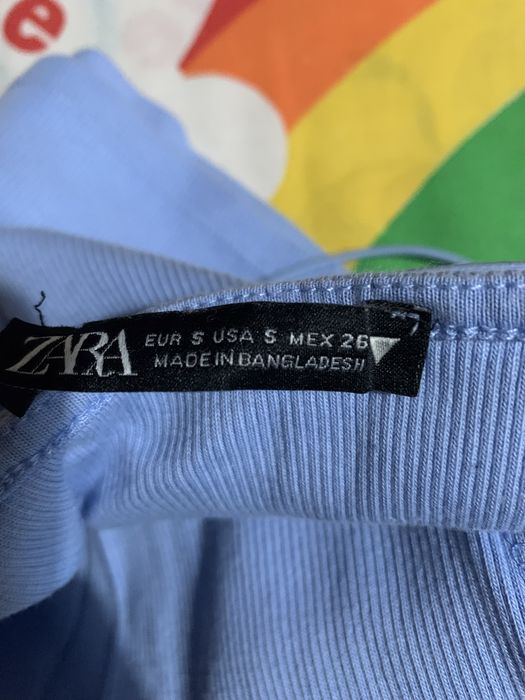 e
ZARA
EUR S USA S MEX 26
MADE IN BANGLADESH